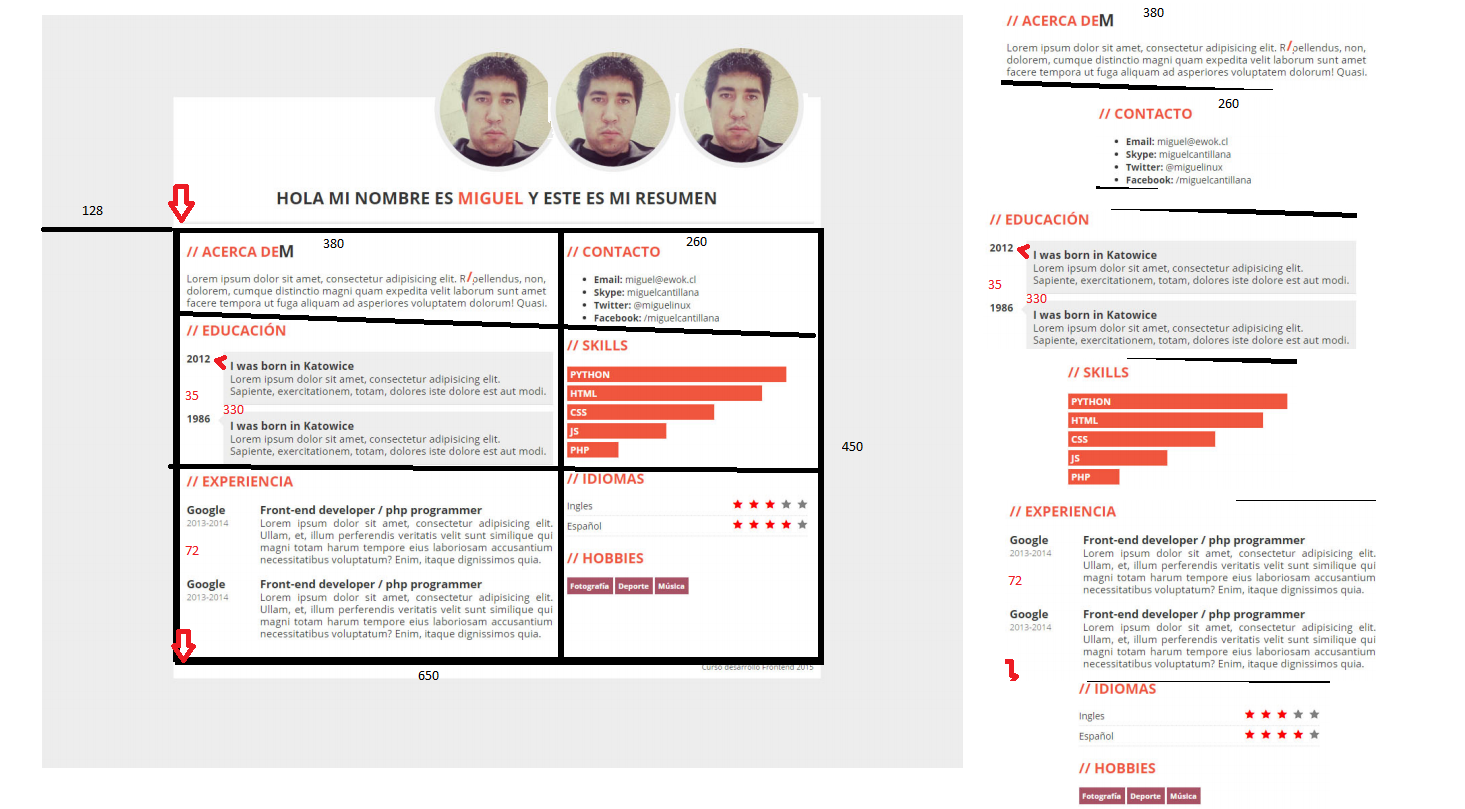 HOLA MI NOMBRE ES MIGUEL Y ESTE ES MI RESUMEN
128
// ACERCA DEM
380
Lorem ipsum dolor sit amet, consectetur adipisicing elit. R/pellendus, non,
dolorem, cumque distinctio magni quam expedita velit laborum sunt amet
facere tempora ut fuga aliquam ad asperiores voluptatem dolorum! Quasi.
// EDUCACIÓN
2012
I was born in Katowice
Lorem ipsum dolor sit amet, consectetur adipisicing elit.
Sapiente, exercitationem, totam, dolores iste dolore est aut modi.
35
330
1986
I was born in Katowice
Lorem ipsum dolor sit amet, consectetur adipisicing elit.
Sapiente, exercitationem, totam, dolores iste dolore est aut modi.
// EXPERIENCIA
Google
2013-2014
Front-end developer / php programmer
Lorem ipsum dolor sit amet, consectetur adipisicing elit.
Ullam, et, illum perferendis veritatis velit sunt similique qui
magni totam harum tempore eius laboriosam accusantium
necessitatibus voluptatum? Enim, itaque dignissimos quia.
72
Google
2013-2014
Front-end developer / php programmer
Lorem ipsum dolor sit amet, consectetur adipisicing elit.
Ullam, et, illum perferendis veritatis velit sunt similique qui
magni totam harum tempore eius laboriosam accusantium
necessitatibus voluptatum? Enim, itaque dignissimos quia.
260
// CONTACTO
Email: miguel@ewok.cl
Skype: miguelcantillana
Twitter: @miguelinux
Facebook: /miguelcantillana
// SKILLS
PYTHON
HTML
CSS
JS
PHP
450
// IDIOMAS
Ingles
Español
// HOBBIES
Fotografía Deporte Música
Curso desarrollo Frontend 2015
650
380
// ACERCA DEM
Lorem ipsum dolor sit amet, consectetur adipisicing elit. R/pellendus, non,
dolorem, cumque distinctio magni quam expedita velit laborum sunt amet
facere tempora ut fuga aliquam ad asperiores voluptatem dolorum! Quasi.
260
// CONTACTO
Email: miguel@ewok.cl
Skype: miguelcantillana
Twitter: @miguelinux
Facebook: /miguelcantillana
// EDUCACIÓN
2012
I was born in Katowice
Lorem ipsum dolor sit amet, consectetur adipisicing elit.
Sapiente, exercitationem, totam, dolores iste dolore est aut modi.
35
330
1986
I was born in Katowice
Lorem ipsum dolor sit amet, consectetur adipisicing elit.
Sapiente, exercitationem, totam, dolores iste dolore est aut modi.
// SKILLS
PYTHON
HTML
CSS
JS
PHP
// EXPERIENCIA
Google
2013-2014
Front-end developer / php programmer
Lorem ipsum dolor sit amet, consectetur adipisicing elit.
Ullam, et, illum perferendis veritatis velit sunt similique qui
magni totam harum tempore eius laboriosam accusantium
necessitatibus voluptatum? Enim, itaque dignissimos quia.
72
Google
2013-2014
Front-end developer / php programmer
Lorem ipsum dolor sit amet, consectetur adipisicing elit.
Ullam, et, illum perferendis veritatis velit sunt similique qui
magni totam harum tempore eius laboriosam accusantium
necessitatibus voluptatum? Enim, itaque dignissimos quia.
// IDIOMAS
Ingles
Español
// HOBBIES
Fotografía Deporte Música